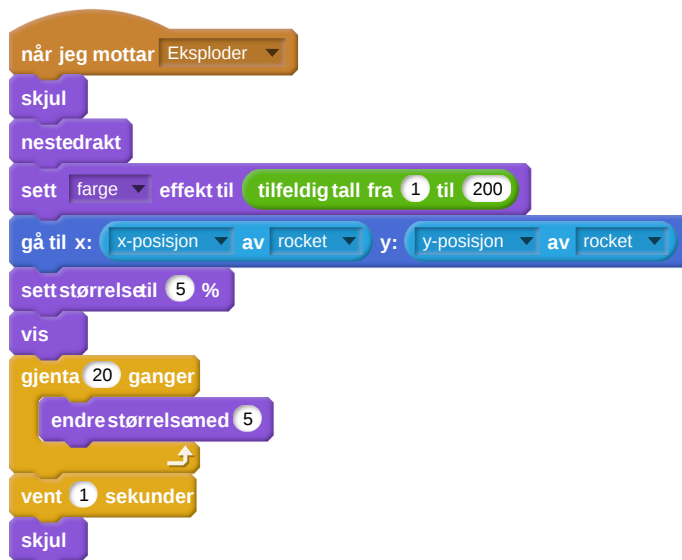 når jeg mottar Eksploder
skjul
nestedrakt
sett farge effekt til tilfeldig tall fra 1 til 200
gå til x: x-posisjon av rocket y: y-posisjon av rocket
sett størrelse til 5 %
vis
gjenta 20 ganger
endre størrelse med 5
vent 1 sekunder
skjul